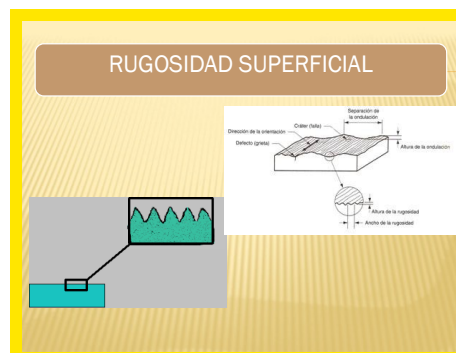 RUGOSIDAD SUPERFICIAL
Separación de
la ondulación
Cráter (falla)
Dirección de la orientación
Defecto (grieta)
Altura de la ondulación
Altura de la rugosidad
Ancho de la rugosidad